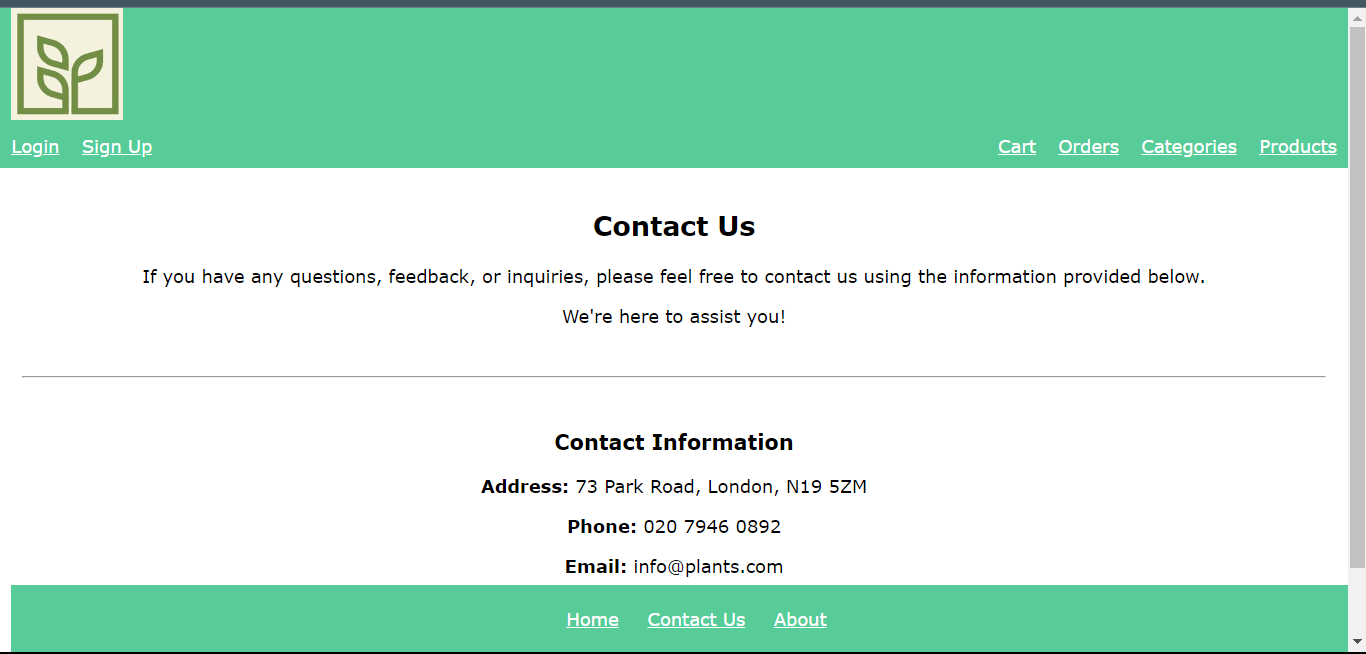 Login Sign Up Cart Orders Categories Products
Contact Us
If you have any questions, feedback, or inquiries, please feel free to contact us using the information provided below.
We're here to assist you!
Contact Information
Address: 73 Park Road, London, N19 5ZM
Phone: 020 7946 0892
Email: info@plants.com
Home Contact Us About